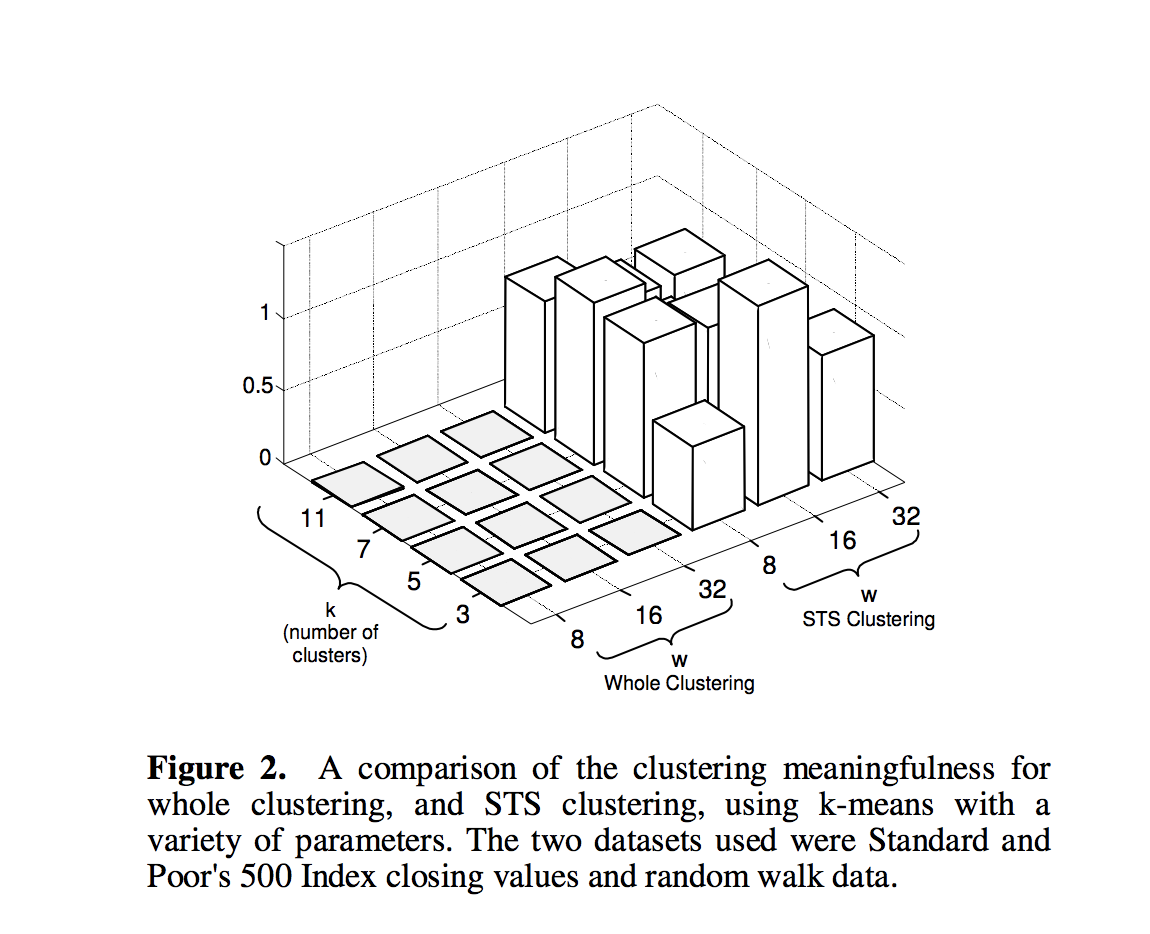 1
0.5
0
11
7
5
3
k
(number of
clusters)
8
16
32
w
Whole Clustering
8
16
32
w
STS Clustering
Figure 2. A comparison of the clustering meaningfulness for
whole clustering, and STS clustering, using k-means with a
variety of parameters. The two datasets used were Standard and
Poor's 500 Index closing values and random walk data.